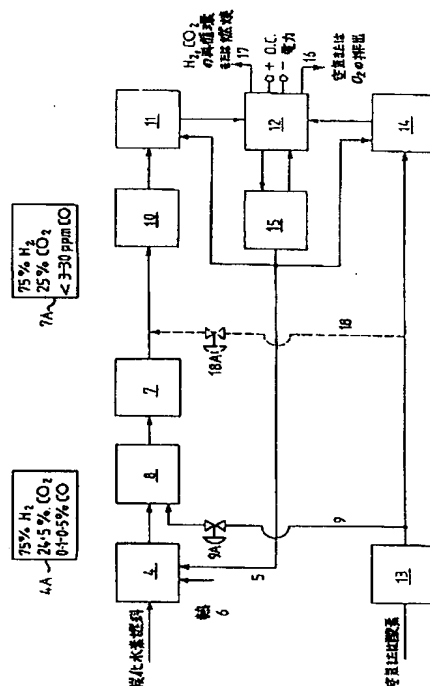 75% H₂
24·5%. CO₂
0·1-0·5% CO
4A
75% H₂
25% CO₂
<3-30 ppm CO
7A
H₂, CO₂
の再循環
または燃焼
17
+ D.C.
- 電力
16
空気または
O₂の排出
炭化水素燃料
4
8
7
10
11
12
15
14
13
5
熱
6
9A
9
18A
18
空気または酸素